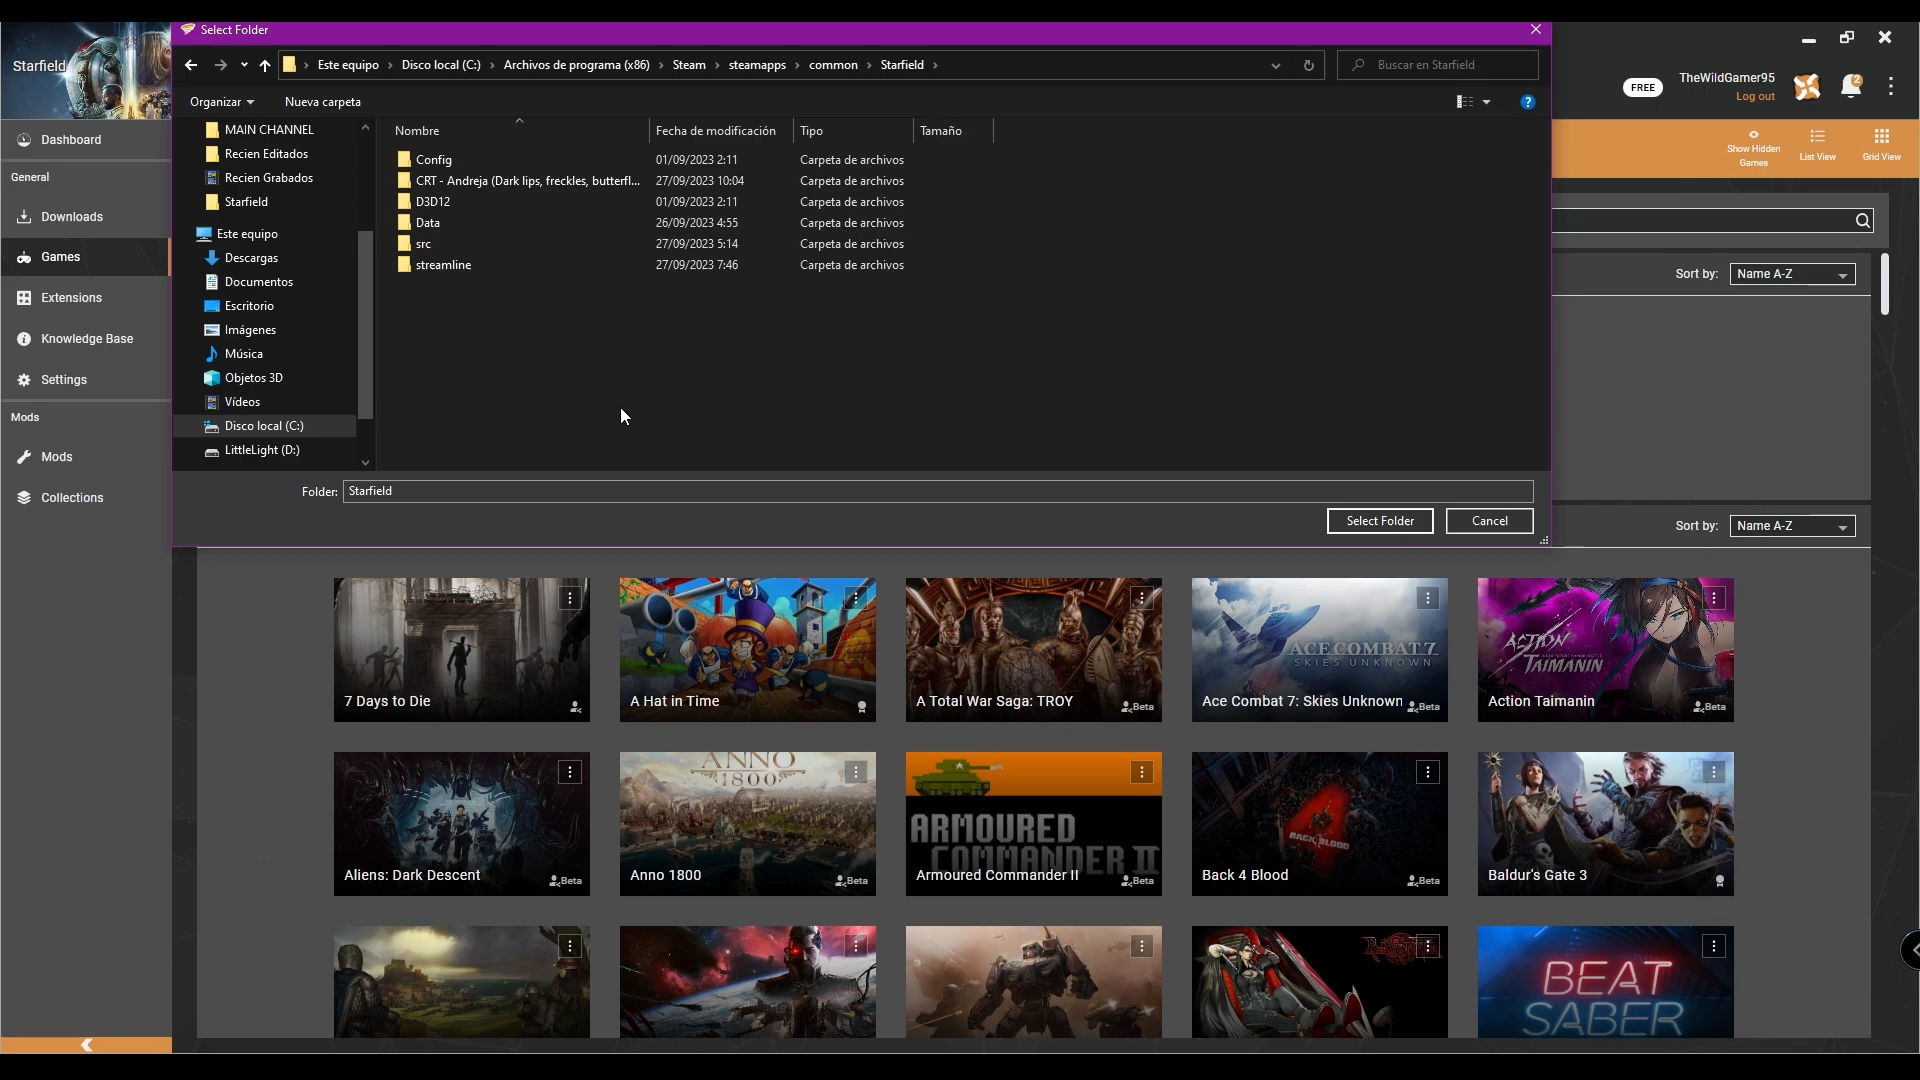 Select Folder
Starfield
Este equipo
Disco local (C:)
Archivos de programa (x86)
Steam
steamapps
common
Starfield
Buscar en Starfield
FREE
TheWildGamer95
Log out
2
Organizar
Nueva carpeta
?
Dashboard
General
Downloads
Games
Extensions
Knowledge Base
Settings
Mods
Mods
Collections
MAIN CHANNEL
Recien Editados
Recien Grabados
Starfield
Este equipo
Descargas
Documentos
Escritorio
Imágenes
Música
Objetos 3D
Vídeos
Disco local (C:)
LittleLight (D:)
Nombre
Fecha de modificación
Tipo
Tamaño
Config 01/09/2023 2:11 Carpeta de archivos
CRT - Andreja (Dark lips, freckles, butterfl... 27/09/2023 10:04 Carpeta de archivos
D3D12 01/09/2023 2:11 Carpeta de archivos
Data 26/09/2023 4:55 Carpeta de archivos
src 27/09/2023 5:14 Carpeta de archivos
streamline 27/09/2023 7:46 Carpeta de archivos
Folder: Starfield
Select Folder
Cancel
Show Hidden
Games
List View
Grid View
Sort by: Name A-Z
Sort by: Name A-Z
7 Days to Die
A Hat in Time
A Total War Saga: TROY
Beta
ACE COMBAT 7
SKIES UNKNOWN
Ace Combat 7: Skies Unknown
Beta
ACTION
TAIMANIN
Action Taimanin
Beta
Aliens: Dark Descent
Beta
ANNO
1800
Anno 1800
Beta
ARMOURED
COMMANDER II
Armoured Commander II
Beta
BACK BLOOD
Back 4 Blood
Beta
Baldur's Gate 3
BEAT
SABER